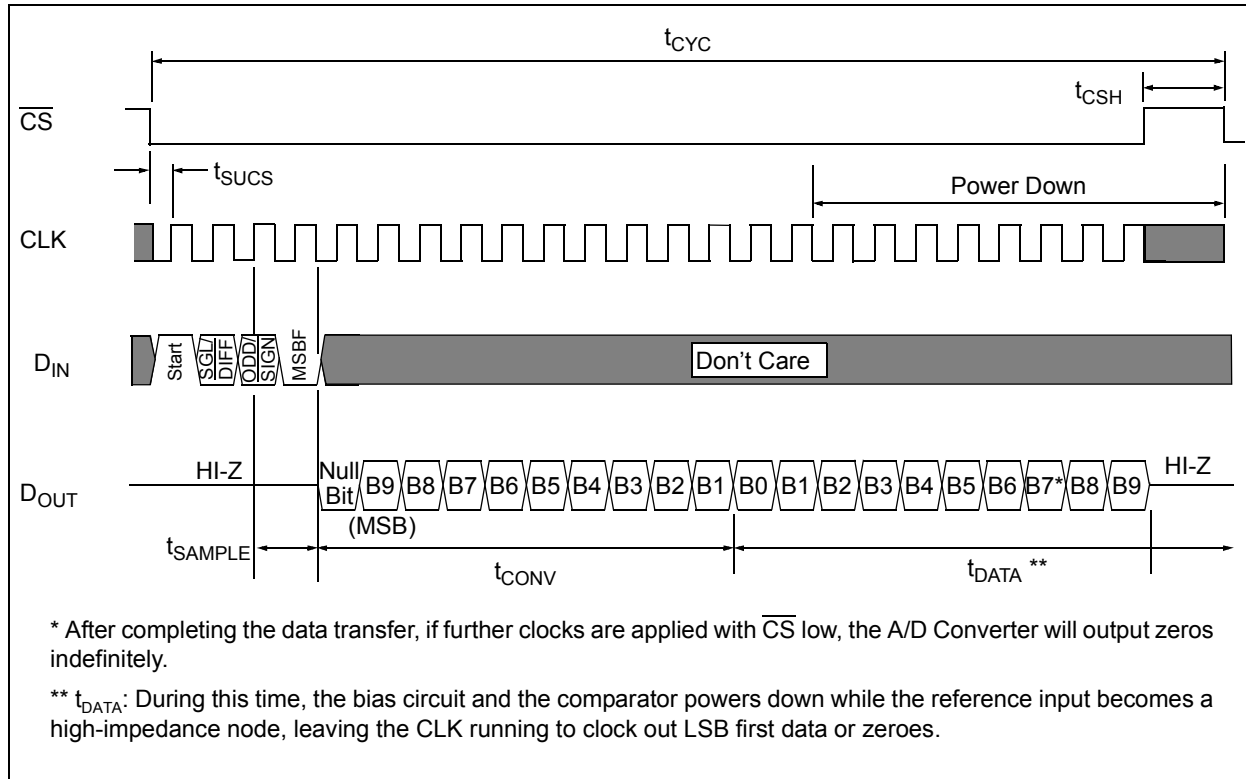 tCYC
tCSH
CS
tSUCS
Power Down
CLK
DIN
Start
SGL/
DIFF
ODD/
SIGN
MSBF
Don't Care
HI-Z
Null
Bit
B9 B8 B7 B6 B5 B4 B3 B2 B1 B0 B1 B2 B3 B4 B5 B6 B7* B8 B9
HI-Z
DOUT
(MSB)
tSAMPLE
tCONV
tDATA **
* After completing the data transfer, if further clocks are applied with CS low, the A/D Converter will output zeros
indefinitely.
** tDATA: During this time, the bias circuit and the comparator powers down while the reference input becomes a
high-impedance node, leaving the CLK running to clock out LSB first data or zeroes.